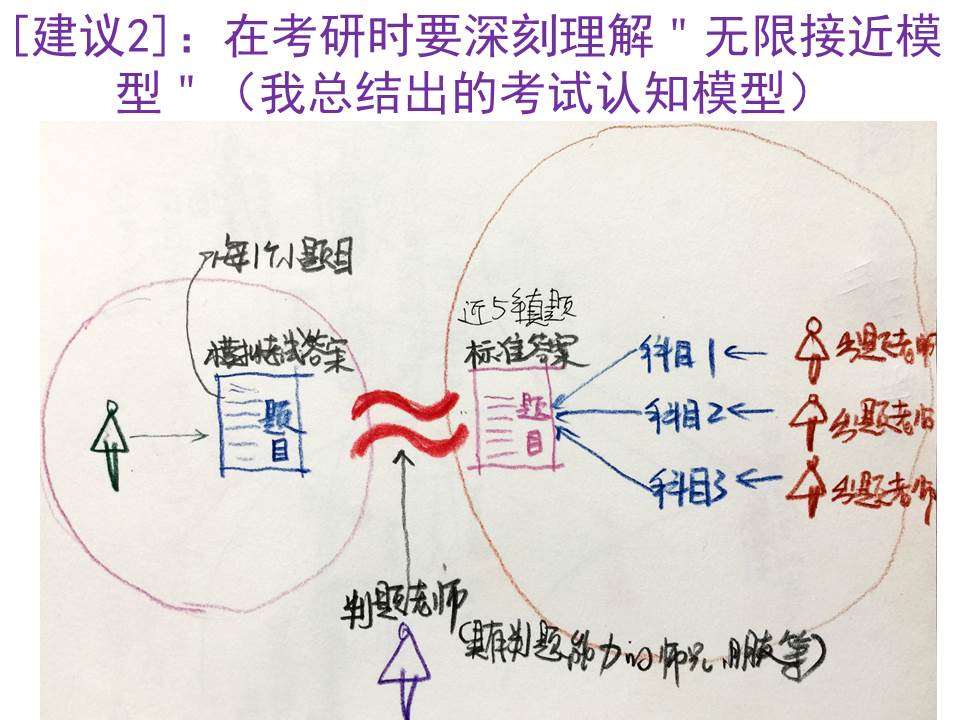 [建议2]：在考研时要深刻理解＂无限接近模
型＂（我总结出的考试认知模型）
每1个小题目
近5年真题
模拟考试答案
标准答案
题
目
题
目
科目1
出题老师
科目2
出题老师
科目3
出题老师
判题老师
(具有判题能力的师兄、朋友等)